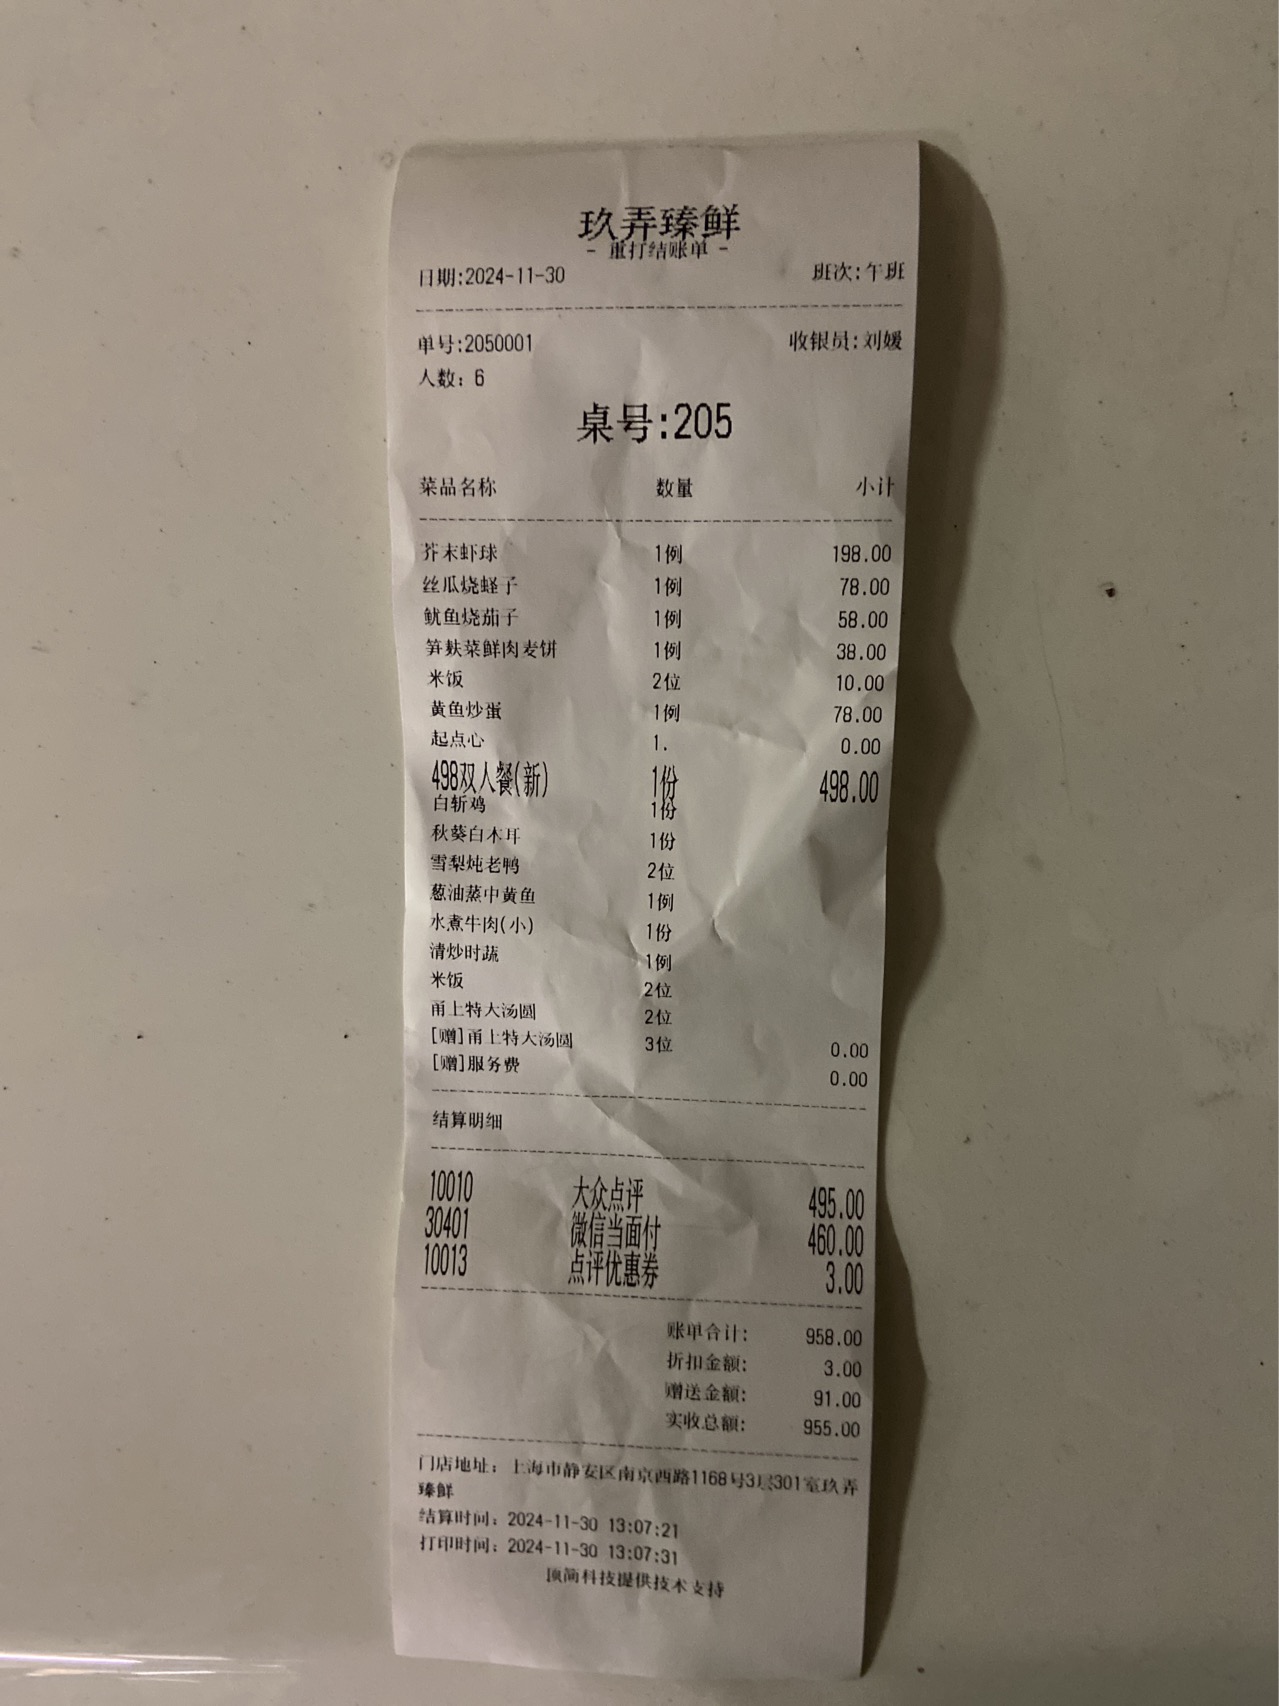 玖弄臻鲜
- 重打结账单 -
日期:2024-11-30 班次:午班
单号:2050001 收银员:刘媛
人数: 6
桌号:205
菜品名称 数量 小计
芥末虾球 1例 198.00
丝瓜烧蛏子 1例 78.00
鱿鱼烧茄子 1例 58.00
笋麸菜鲜肉麦饼 1例 38.00
米饭 2位 10.00
黄鱼炒蛋 1例 78.00
起点心 1. 0.00
498双人餐(新) 1份 498.00
白斩鸡 1份
秋葵白木耳 1份
雪梨炖老鸭 2位
葱油蒸中黄鱼 1例
水煮牛肉(小) 1份
清炒时蔬 1例
米饭 2位
甬上特大汤圆 2位
[赠]甬上特大汤圆 3位 0.00
[赠]服务费 0.00
结算明细
10010 大众点评 495.00
30401 微信当面付 460.00
10013 点评优惠券 3.00
账单合计: 958.00
折扣金额: 3.00
赠送金额: 91.00
实收总额: 955.00
门店地址: 上海市静安区南京西路1168号3层301室玖弄
臻鲜
结算时间: 2024-11-30 13:07:21
打印时间: 2024-11-30 13:07:31
顶简科技提供技术支持